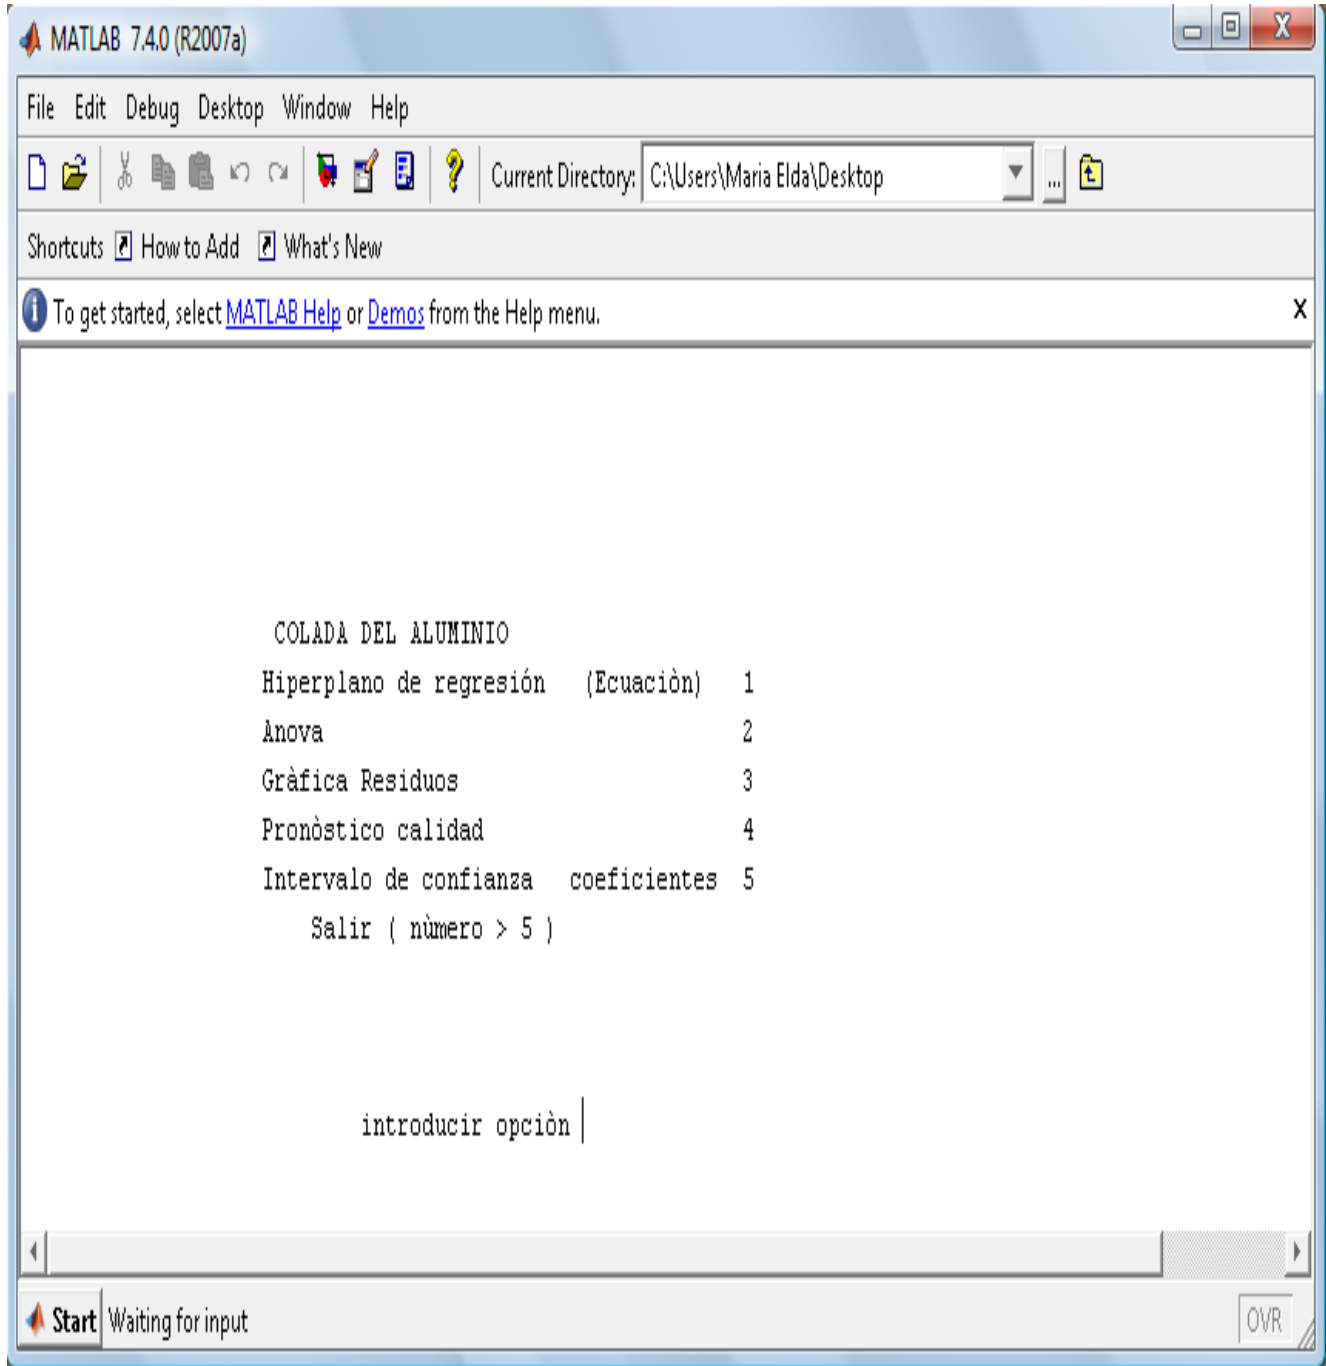 MATLAB 7.4.0 (R2007a)
File Edit Debug Desktop Window Help
Current Directory: C:\Users\Maria Elda\Desktop ...
Shortcuts How to Add What's New
To get started, select MATLAB Help or Demos from the Help menu. X
COLADA DEL ALUMINIO
Hiperplano de regresión (Ecuaciòn) 1
Anova 2
Gràfica Residuos 3
Pronòstico calidad 4
Intervalo de confianza coeficientes 5
Salir ( nùmero > 5 )
introducir opciòn
Start Waiting for input OVR